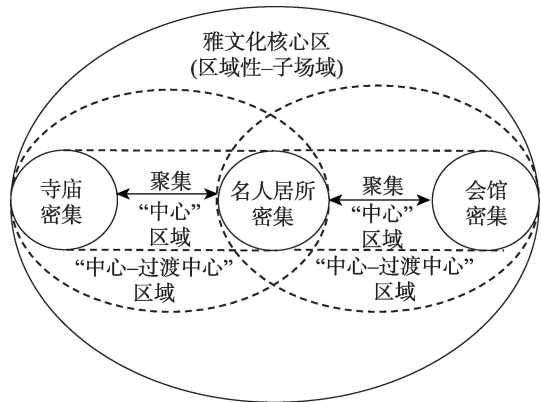 雅文化核心区
(区域性–子场域)
寺庙
密集
聚集
“中心”
区域
名人居所
密集
聚集
“中心”
区域
会馆
密集
“中心–过渡中心”
区域
“中心–过渡中心”
区域